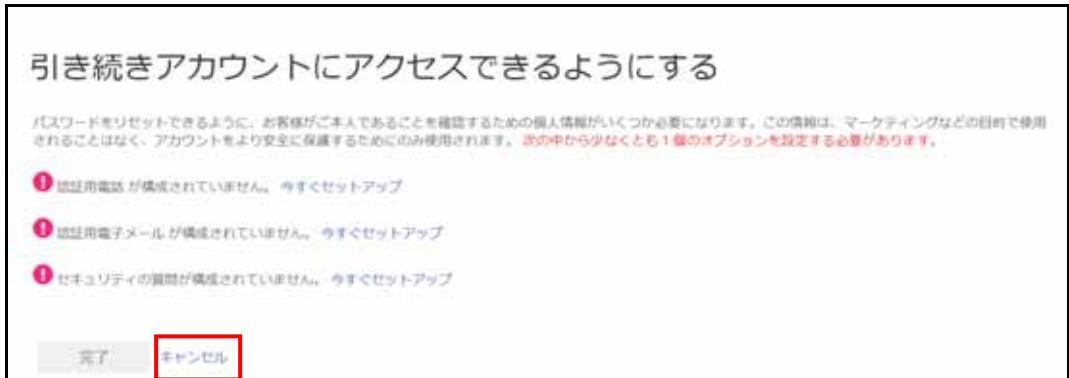 引き続きアカウントにアクセスできるようにする
パスワードをリセットできるように、お客様がご本人であることを確認するための個人情報がいくつか必要になります。この情報は、マーケティングなどの目的で使用
されることはなく、アカウントをより安全に保護するためにのみ使用されます。 次の中から少なくとも1個のオプションを設定する必要があります。
認証用電話 が構成されていません。 今すぐセットアップ
認証用電子メール が構成されていません。 今すぐセットアップ
セキュリティの質問が構成されていません。 今すぐセットアップ
完了 キャンセル